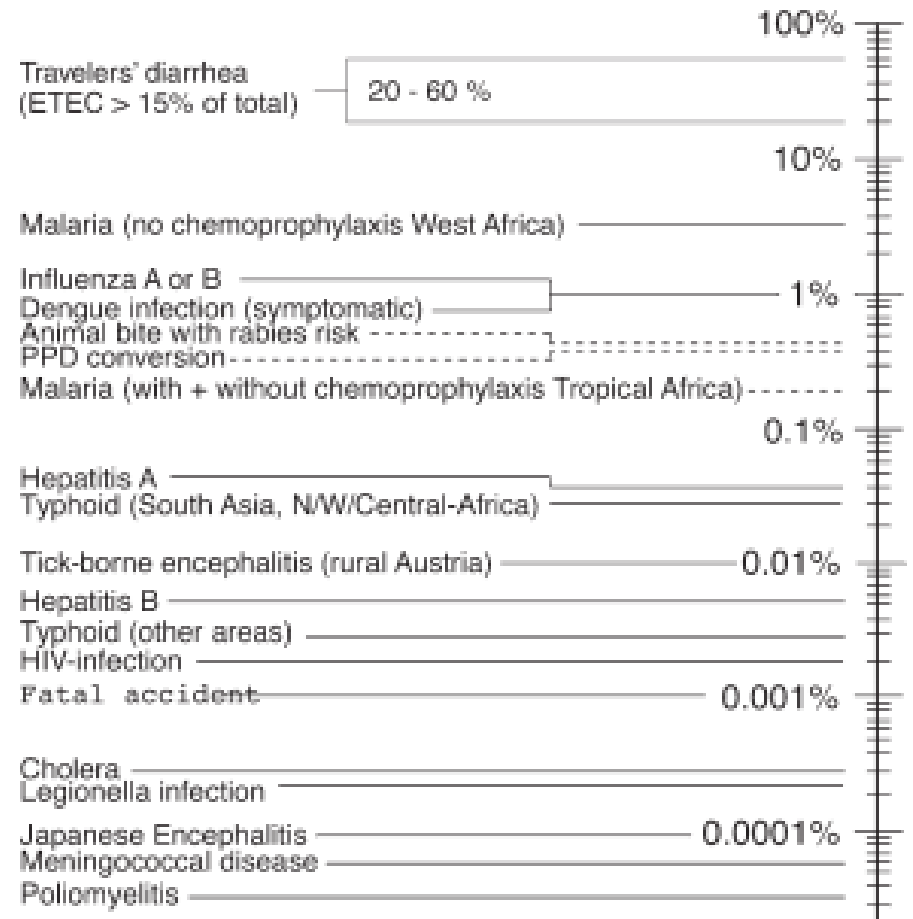 100%
Travelers' diarrhea
(ETEC > 15% of total)
20 - 60 %
10%
Malaria (no chemoprophylaxis West Africa)
Influenza A or B
1%
Dengue infection (symptomatic)
Animal bite with rabies risk
PPD conversion
Malaria (with + without chemoprophylaxis Tropical Africa)
0.1%
Hepatitis A
Typhoid (South Asia, N/W/Central-Africa)
Tick-borne encephalitis (rural Austria)
0.01%
Hepatitis B
Typhoid (other areas)
HIV-infection
Fatal accident
0.001%
Cholera
Legionella infection
Japanese Encephalitis
0.0001%
Meningococcal disease
Poliomyelitis